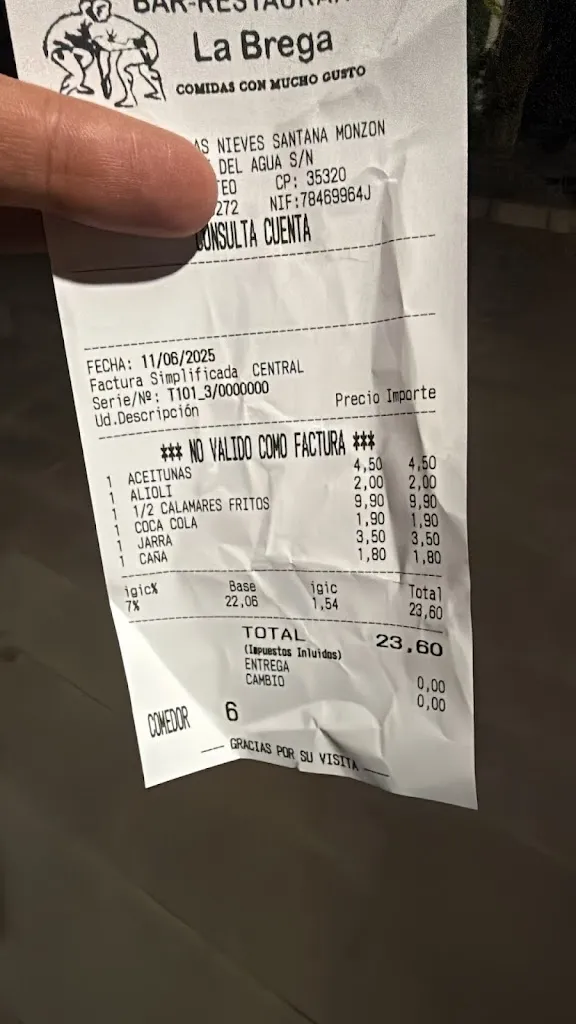 BAR-RESTAURAN
La Brega
COMIDAS CON MUCHO GUSTO
AS NIEVES SANTANA MONZON
DEL AGUA S/N
TEO CP: 35320
272 NIF:78469964J
CONSULTA CUENTA
FECHA: 11/06/2025
Factura Simplificada CENTRAL
Serie/Nº: T101_3/0000000
Ud.Descripción Precio Importe
*** NO VALIDO COMO FACTURA ***
1 ACEITUNAS 4,50 4,50
1 ALIOLI 2,00 2,00
1 1/2 CALAMARES FRITOS 9,90 9,90
1 COCA COLA 1,90 1,90
1 JARRA 3,50 3,50
1 CAÑA 1,80 1,80
igic% Base igic Total
7% 22,06 1,54 23,60
TOTAL 23,60
(Impuestos Inluidos)
ENTREGA 0,00
CAMBIO 0,00
COMEDOR 6
GRACIAS POR SU VISITA